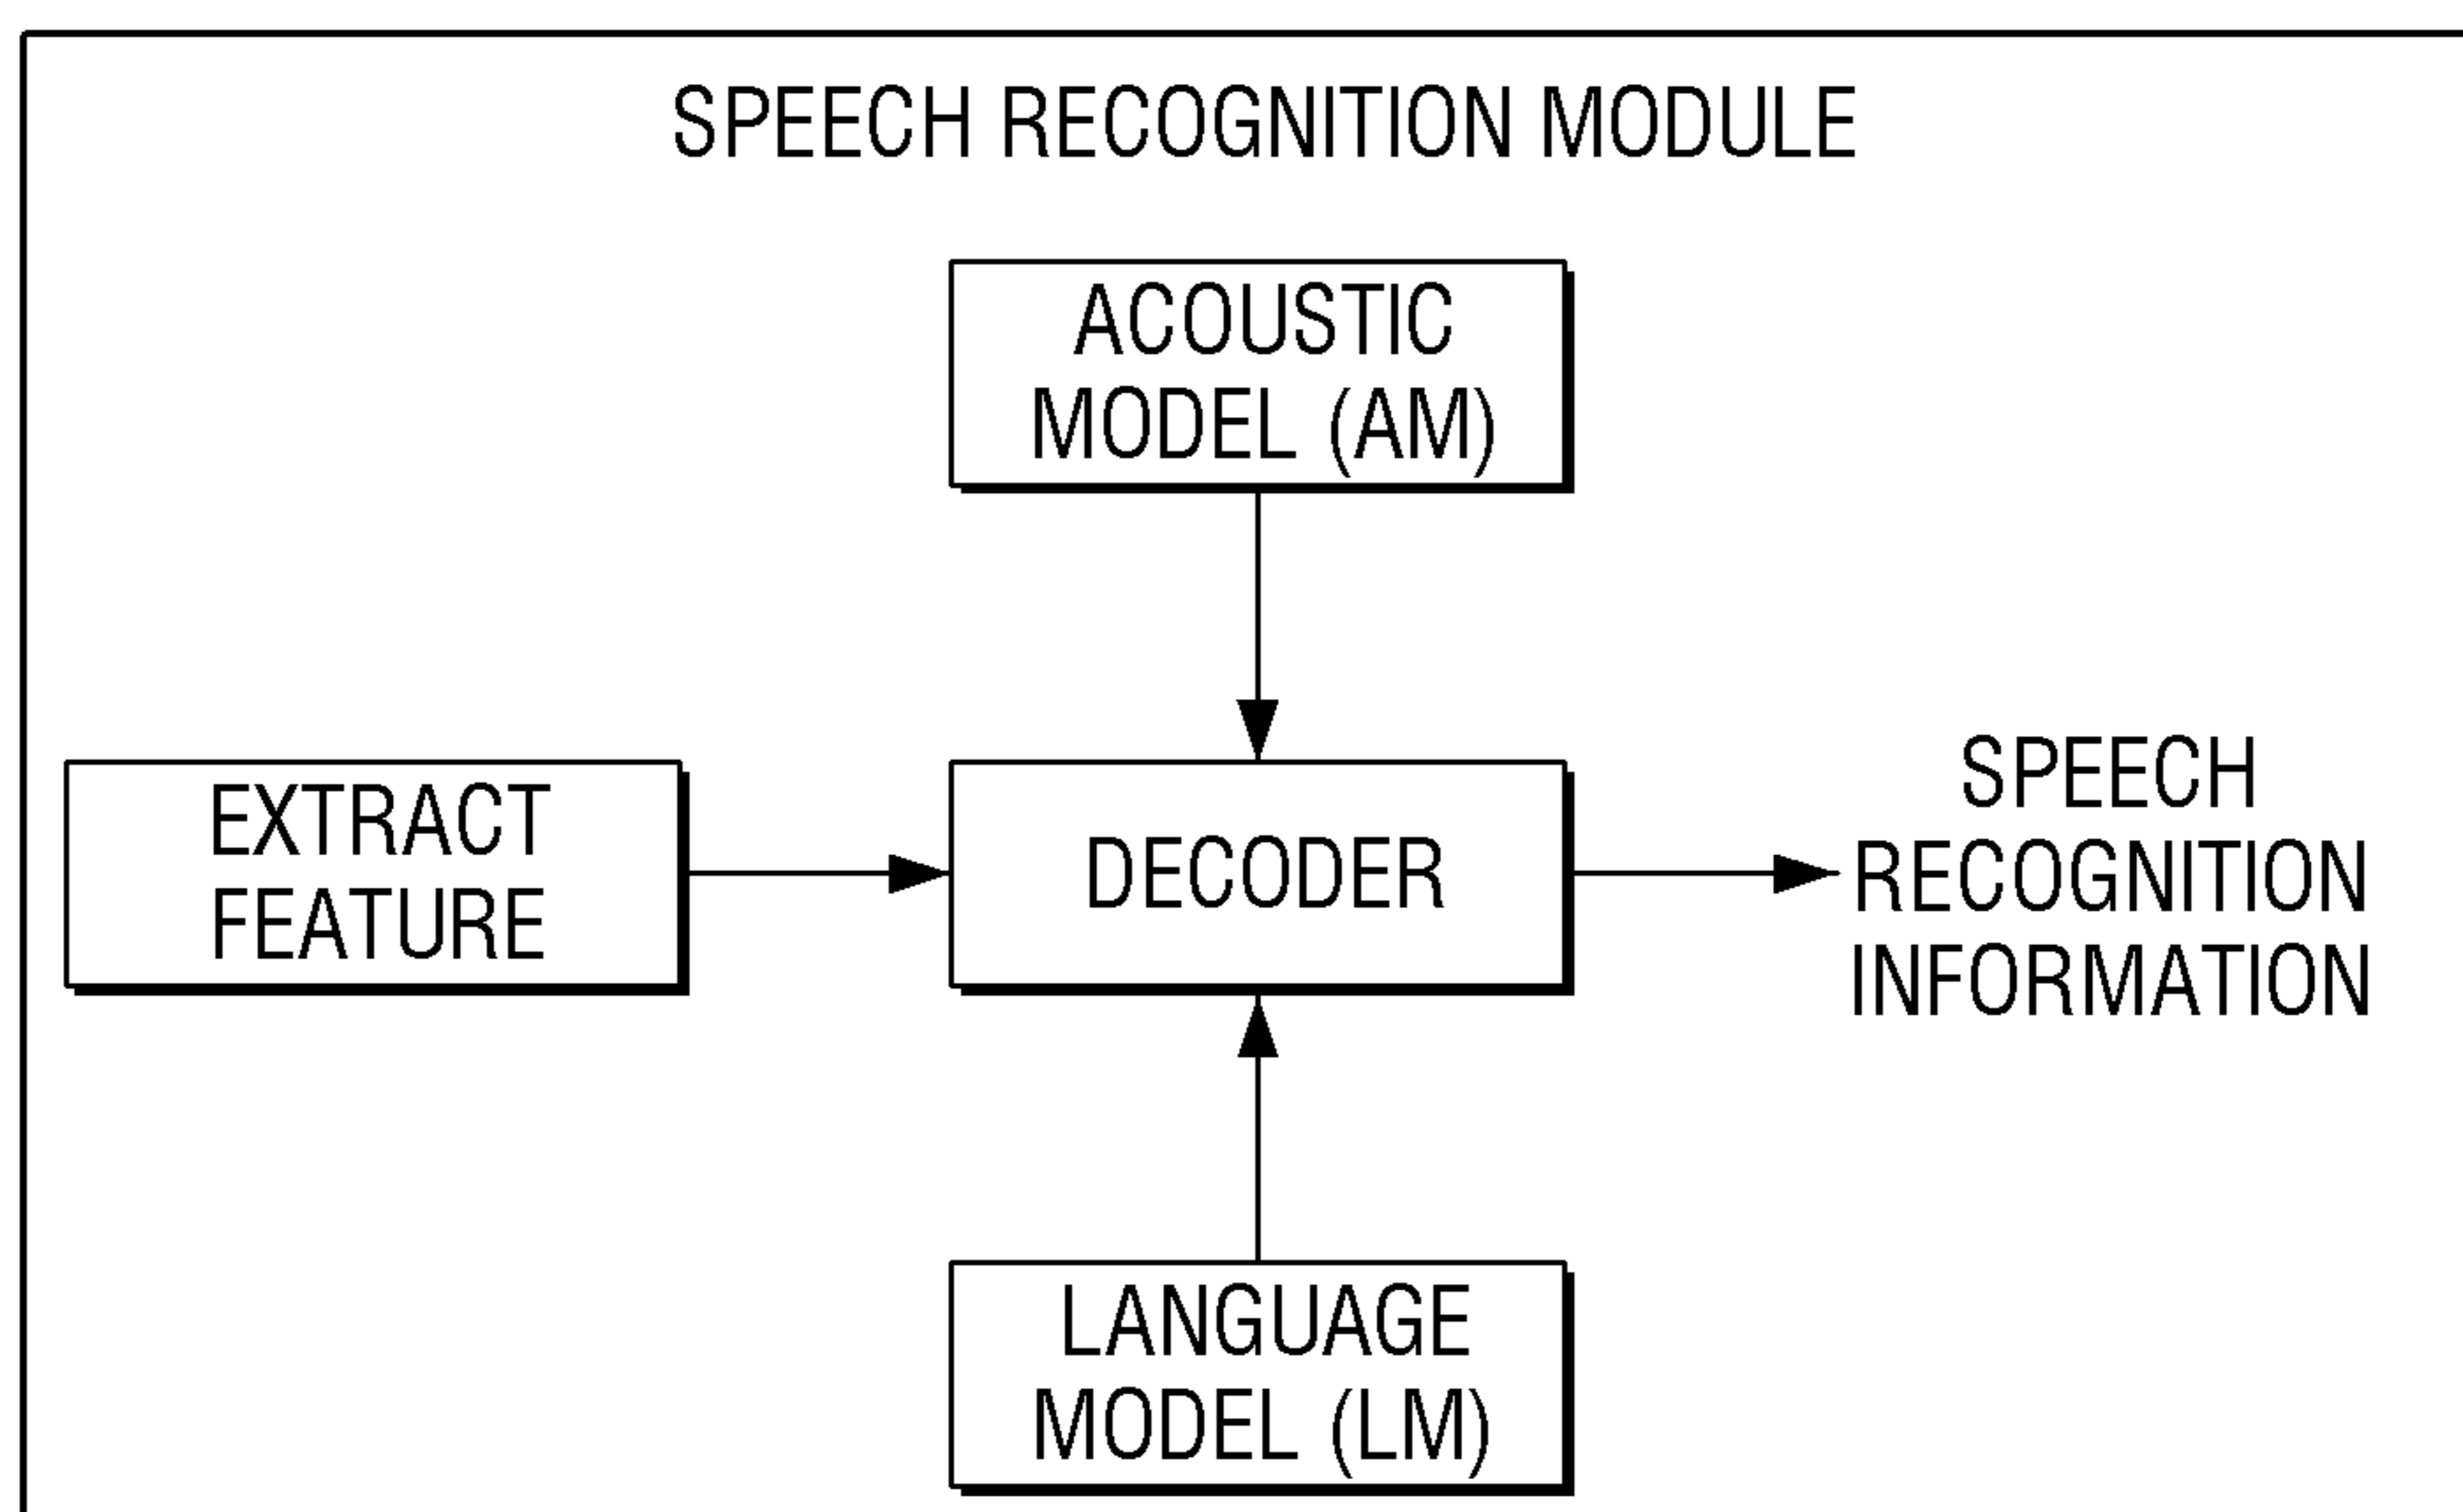 SPEECH RECOGNITION MODULE
ACOUSTIC
MODEL (AM)
EXTRACT
FEATURE
DECODER
SPEECH
RECOGNITION
INFORMATION
LANGUAGE
MODEL (LM)